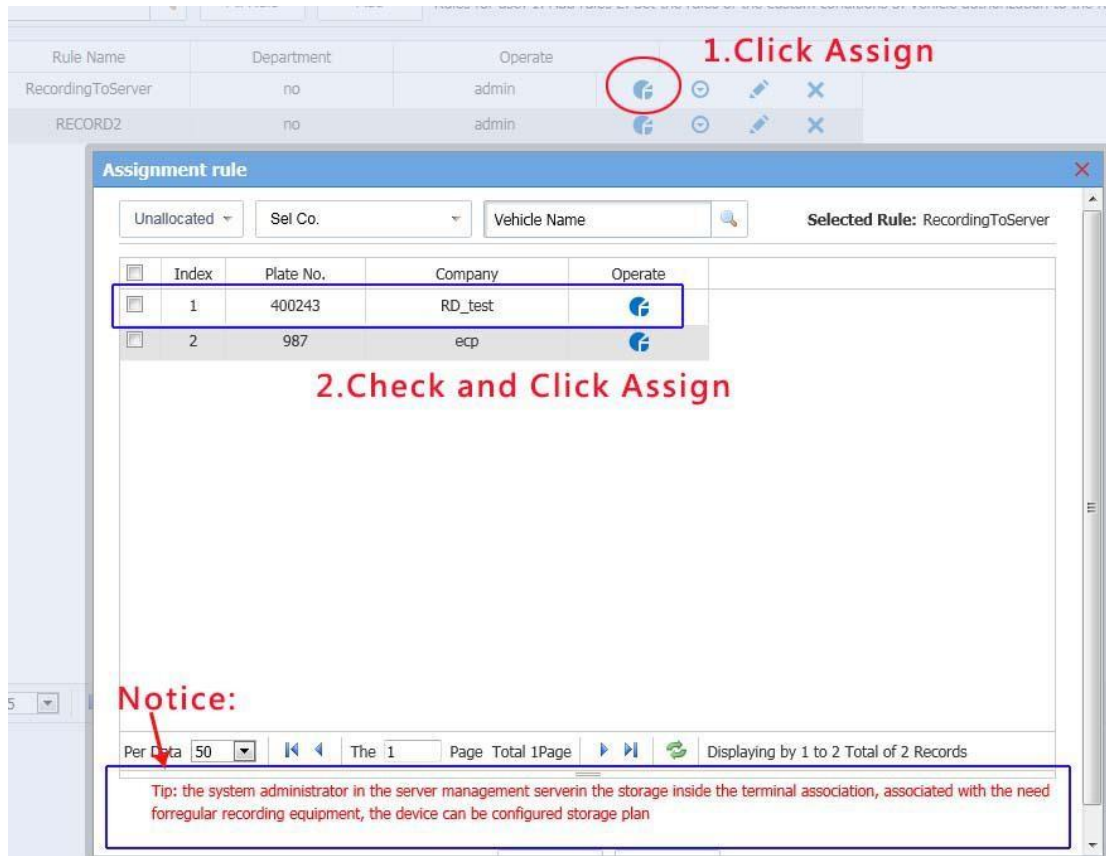 1.Click Assign
Rule Name Department Operate
RecordingToServer no admin
RECORD2 no admin
Assignment rule
Unallocated Sel Co. Vehicle Name Selected Rule: RecordingToServer
Index Plate No. Company Operate
1 400243 RD_test
2 987 ecp
2.Check and Click Assign
5
Notice:
Per Data 50 The 1 Page Total 1Page Displaying by 1 to 2 Total of 2 Records
Tip: the system administrator in the server management serverin the storage inside the terminal association, associated with the need
forregular recording equipment, the device can be configured storage plan